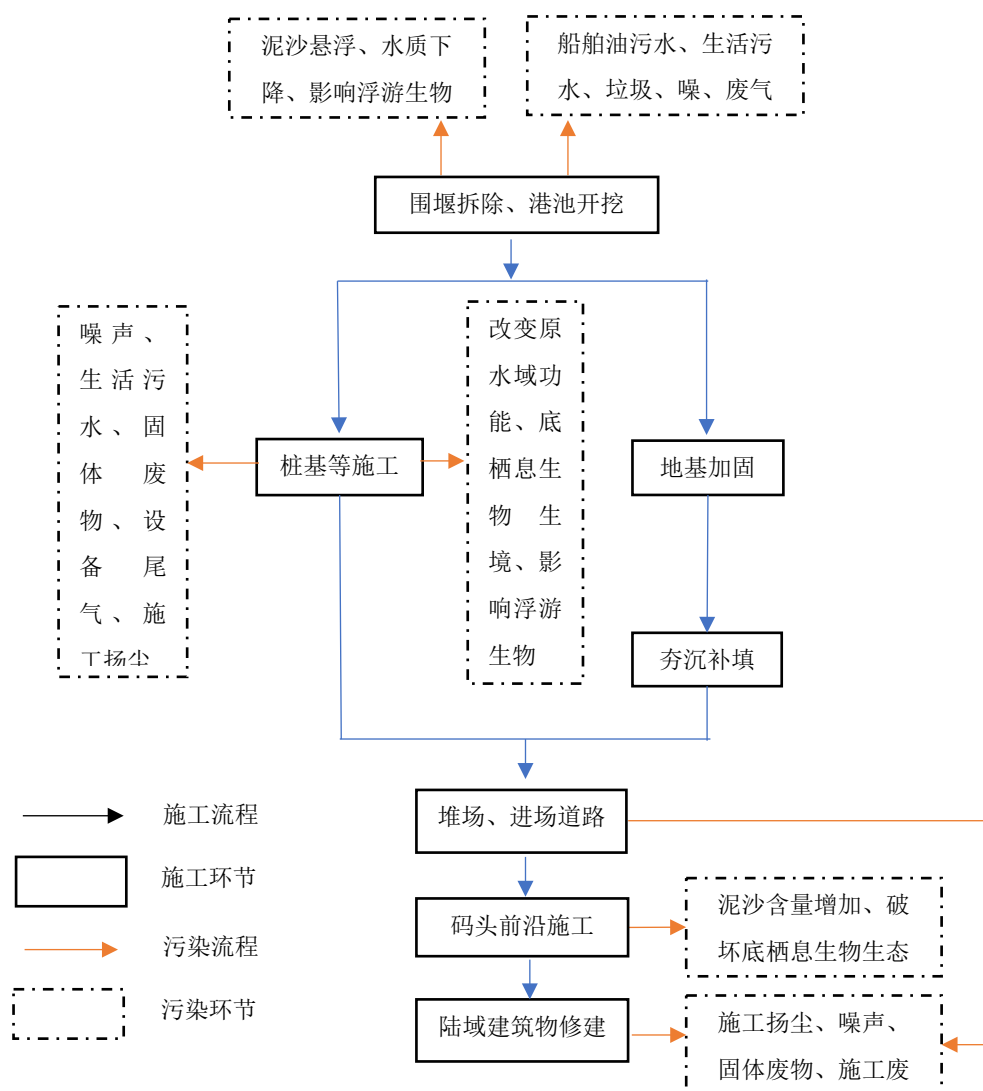 泥沙悬浮、水质下
降、影响浮游生物
船舶油污水、生活污
水、垃圾、噪、废气
围堰拆除、港池开挖
噪声、
生活污
水、固
体废
物、设
备尾
气、施
工扬尘
桩基等施工
改变原
水域功
能、底
栖息生
物生
境、影
响浮游
生物
地基加固
夯沉补填
堆场、进场道路
码头前沿施工
泥沙含量增加、破
坏底栖息生物生态
陆域建筑物修建
施工扬尘、噪声、
固体废物、施工废
施工流程
施工环节
污染流程
污染环节